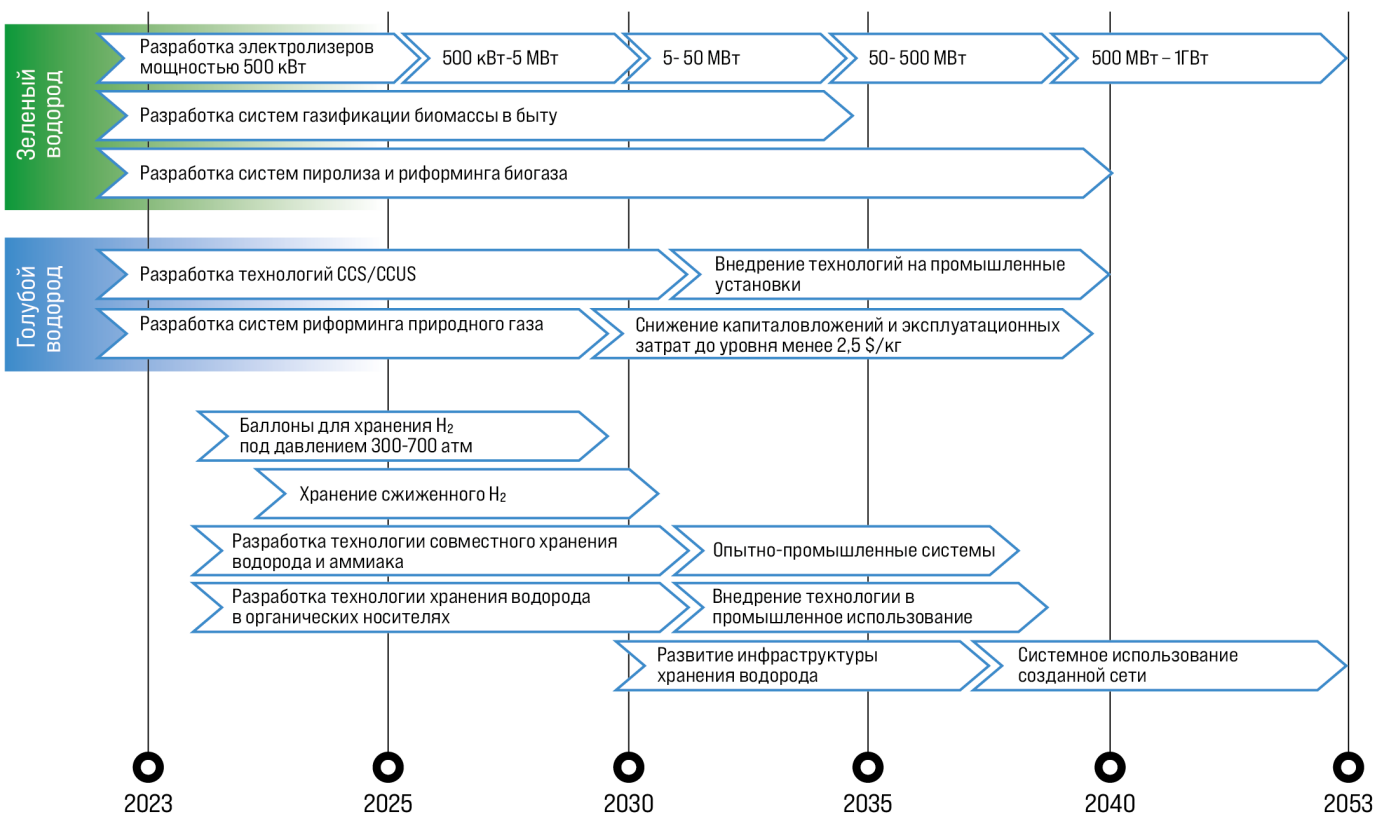 Зеленый
водород
Разработка электролизеров
мощностью 500 кВт
500 кВт-5 МВт
5- 50 МВт
50- 500 МВт
500 МВт – 1ГВт
Разработка систем газификации биомассы в быту
Разработка систем пиролиза и риформинга биогаза
Голубой
водород
Разработка технологий CCS/CCUS
Внедрение технологий на промышленные
установки
Разработка систем риформинга природного газа
Снижение капиталовложений и эксплуатационных
затрат до уровня менее 2,5 $/кг
Баллоны для хранения H₂
под давлением 300-700 атм
Хранение сжиженного H₂
Разработка технологии совместного хранения
водорода и аммиака
Опытно-промышленные системы
Разработка технологии хранения водорода
в органических носителях
Внедрение технологии в
промышленное использование
Развитие инфраструктуры
хранения водорода
Системное использование
созданной сети
2023
2025
2030
2035
2040
2053